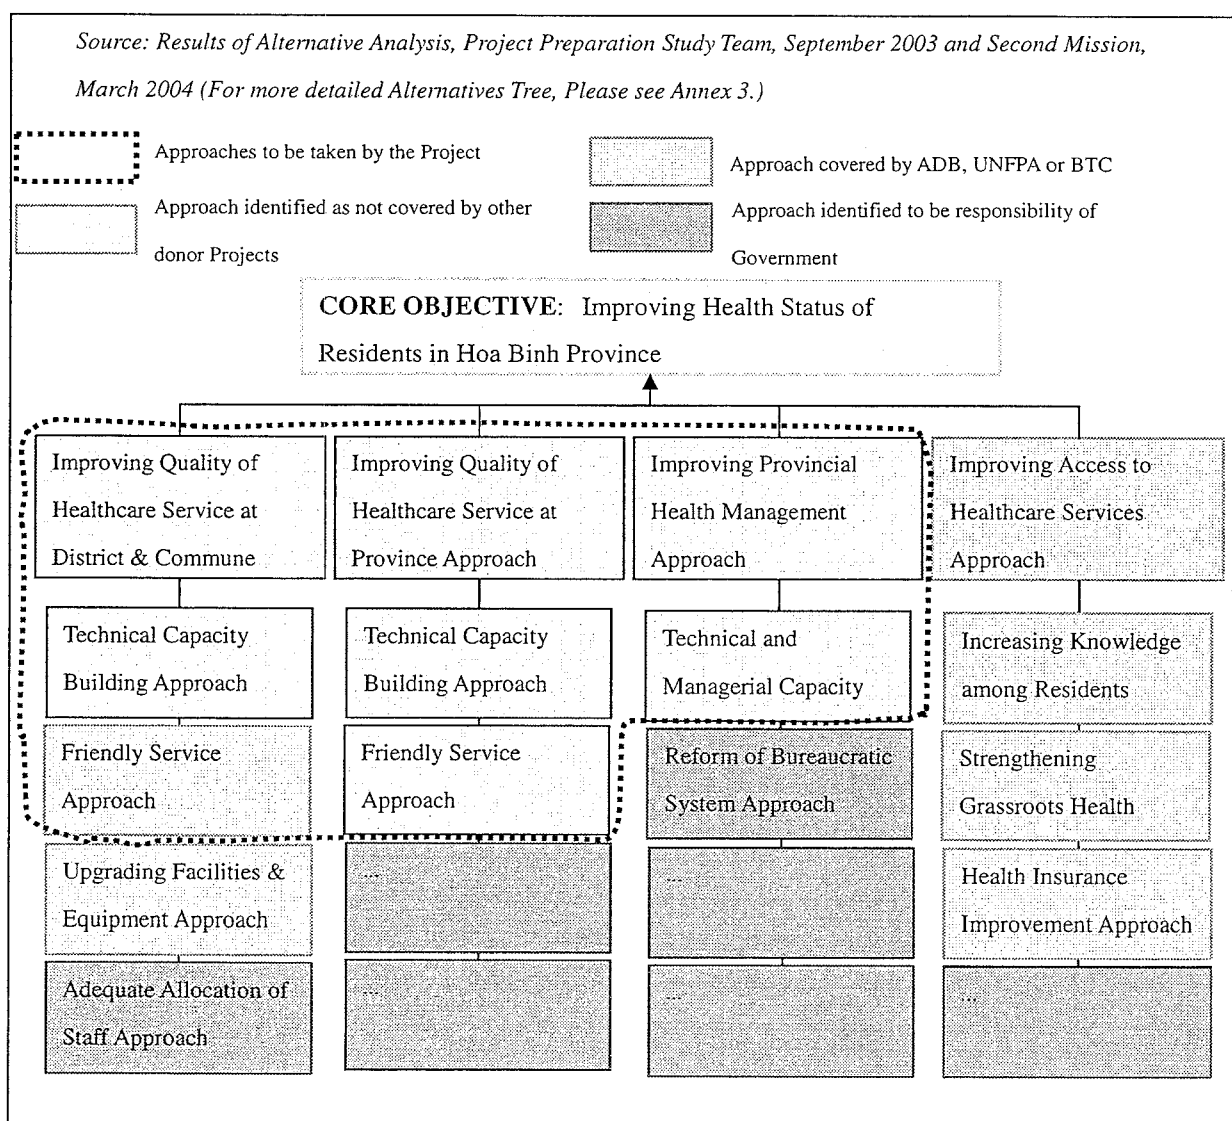 Source: Results of Alternative Analysis, Project Preparation Study Team, September 2003 and Second Mission,
March 2004 (For more detailed Alternatives Tree, Please see Annex 3.)
Approaches to be taken by the Project
Approach covered by ADB, UNFPA or BTC
Approach identified as not covered by other
donor Projects
Approach identified to be responsibility of
Government
CORE OBJECTIVE: Improving Health Status of
Residents in Hoa Binh Province
Improving Quality of
Healthcare Service at
District & Commune
Improving Quality of
Healthcare Service at
Province Approach
Improving Provincial
Health Management
Approach
Improving Access to
Healthcare Services
Approach
Technical Capacity
Building Approach
Technical Capacity
Building Approach
Technical and
Managerial Capacity
Increasing Knowledge
among Residents
Friendly Service
Approach
Friendly Service
Approach
Reform of Bureaucratic
System Approach
Strengthening
Grassroots Health
Upgrading Facilities &
Equipment Approach
...
...
Health Insurance
Improvement Approach
Adequate Allocation of
Staff Approach
...
...
...